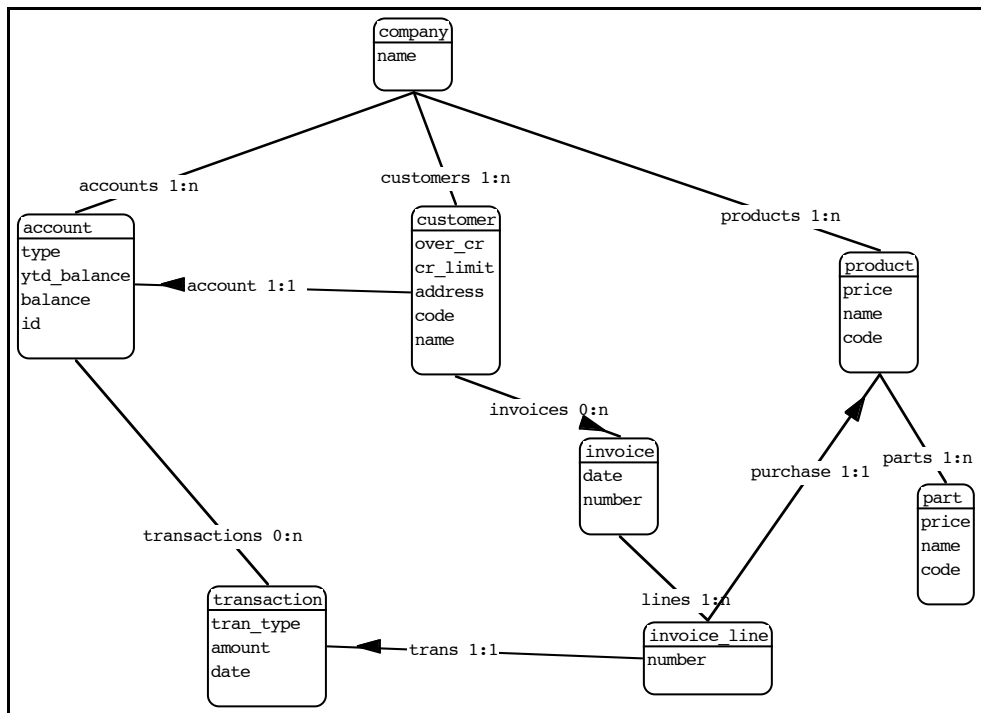 company
name
accounts 1:n
customers 1:n
products 1:n
account
type
ytd_balance
balance
id
account 1:1
customer
over_cr
cr_limit
address
code
name
product
price
name
code
invoices 0:n
invoice
date
number
purchase 1:1
parts 1:n
part
price
name
code
transactions 0:n
transaction
tran_type
amount
date
trans 1:1
lines 1:n
invoice_line
number